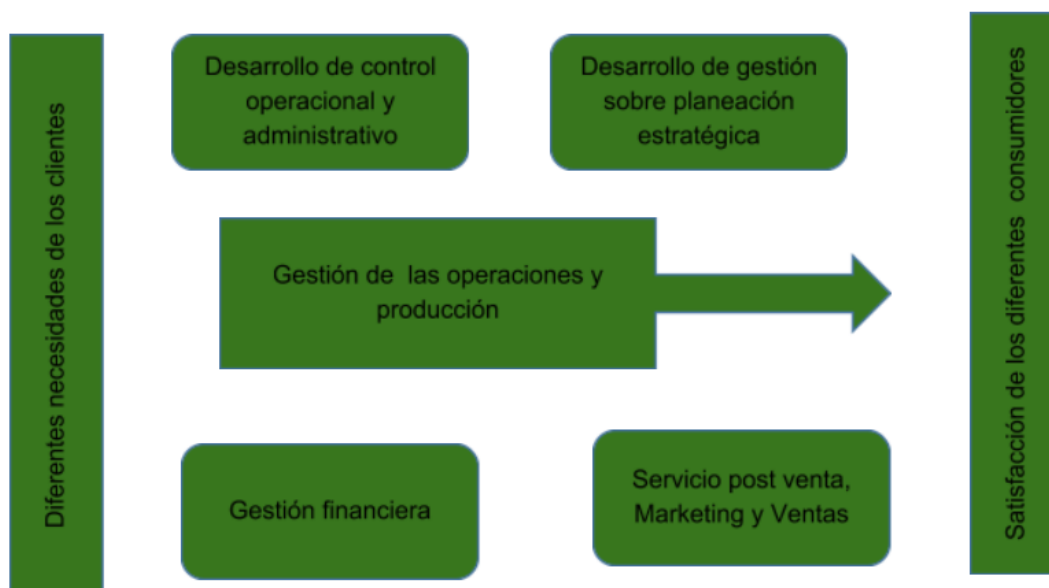 Diferentes necesidades de los clientes
Desarrollo de control
operacional y
administrativo
Desarrollo de gestión
sobre planeación
estratégica
Gestión de las operaciones y
producción
Gestión financiera
Servicio post venta,
Marketing y Ventas
Satisfacción de los diferentes consumidores